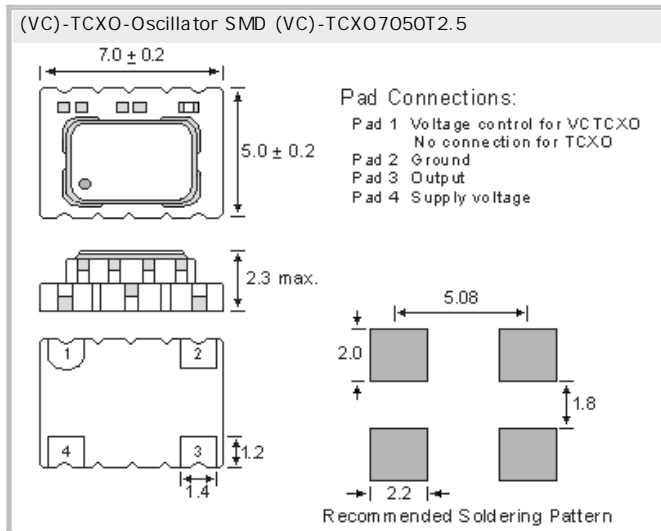 (VC)-TCXO-Oscillator SMD (VC)-TCXO7050T2.5
7.0 ± 0.2
5.0 ± 0.2
Pad Connections:
Pad 1 Voltage control for VCTCXO
No connection for TCXO
Pad 2 Ground
Pad 3 Output
Pad 4 Supply voltage
2.3 max.
5.08
2.0
1.8
1
2
4
3
1.2
1.4
2.2
Recommended Soldering Pattern